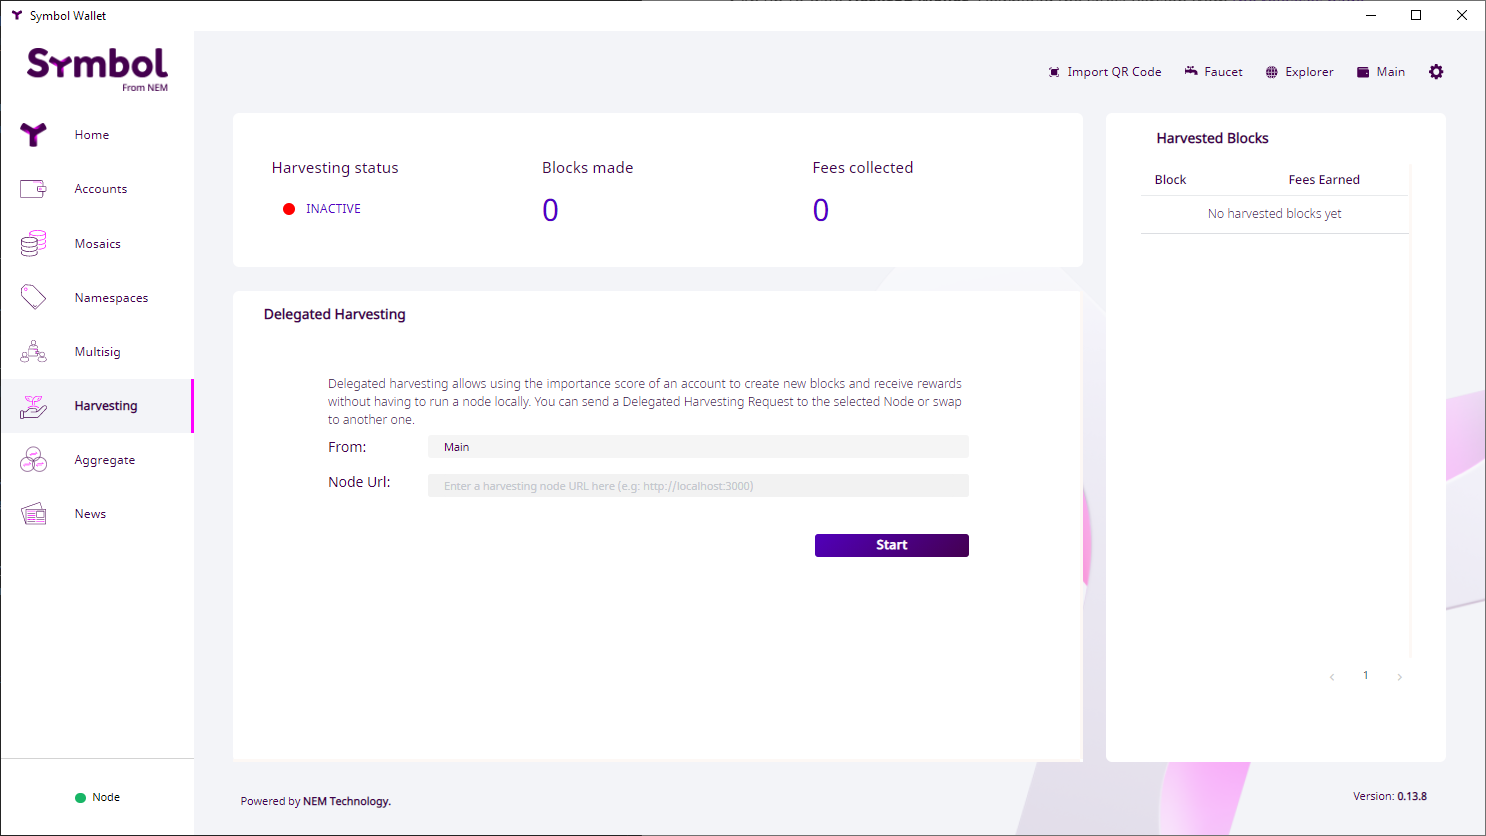 Symbol Wallet
Symbol
From NEM
Home
Accounts
Mosaics
Namespaces
Multisig
Harvesting
Aggregate
News
Node
Import QR Code
Faucet
Explorer
Main
Harvesting status
INACTIVE
Blocks made
0
Fees collected
0
Delegated Harvesting
Delegated harvesting allows using the importance score of an account to create new blocks and receive rewards
without having to run a node locally. You can send a Delegated Harvesting Request to the selected Node or swap
to another one.
From:
Main
Node Url:
Enter a harvesting node URL here (e.g: http://localhost:3000)
Start
Harvested Blocks
Block Fees Earned
No harvested blocks yet
1
Powered by NEM Technology.
Version: 0.13.8